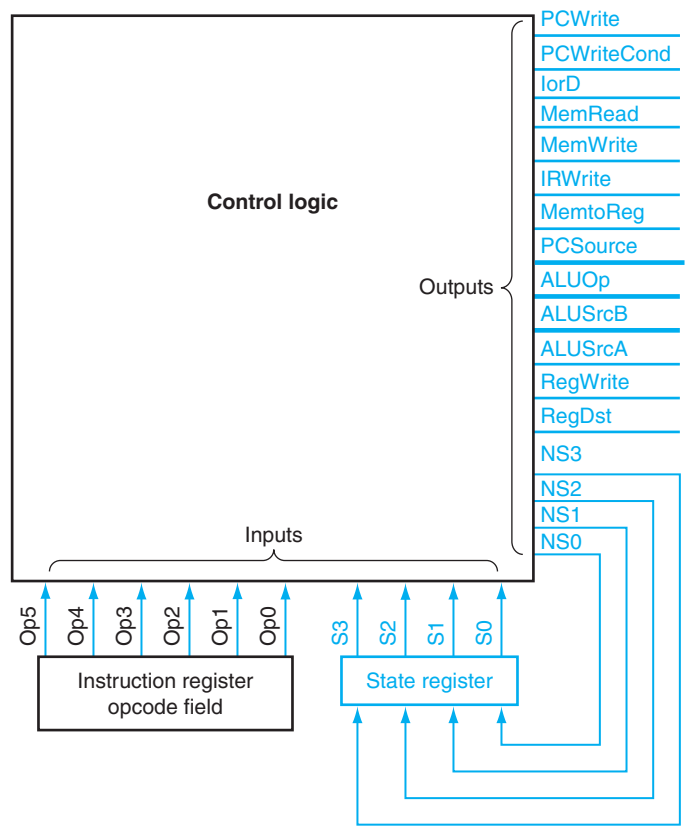 PCWrite
PCWriteCond
IorD
MemRead
MemWrite
IRWrite
MemtoReg
PCSource
ALUOp
ALUSrcB
ALUSrcA
RegWrite
RegDst
NS3
NS2
NS1
NS0
Control logic
Outputs
Inputs
Op5
Op4
Op3
Op2
Op1
Op0
S3
S2
S1
S0
Instruction register
opcode field
State register